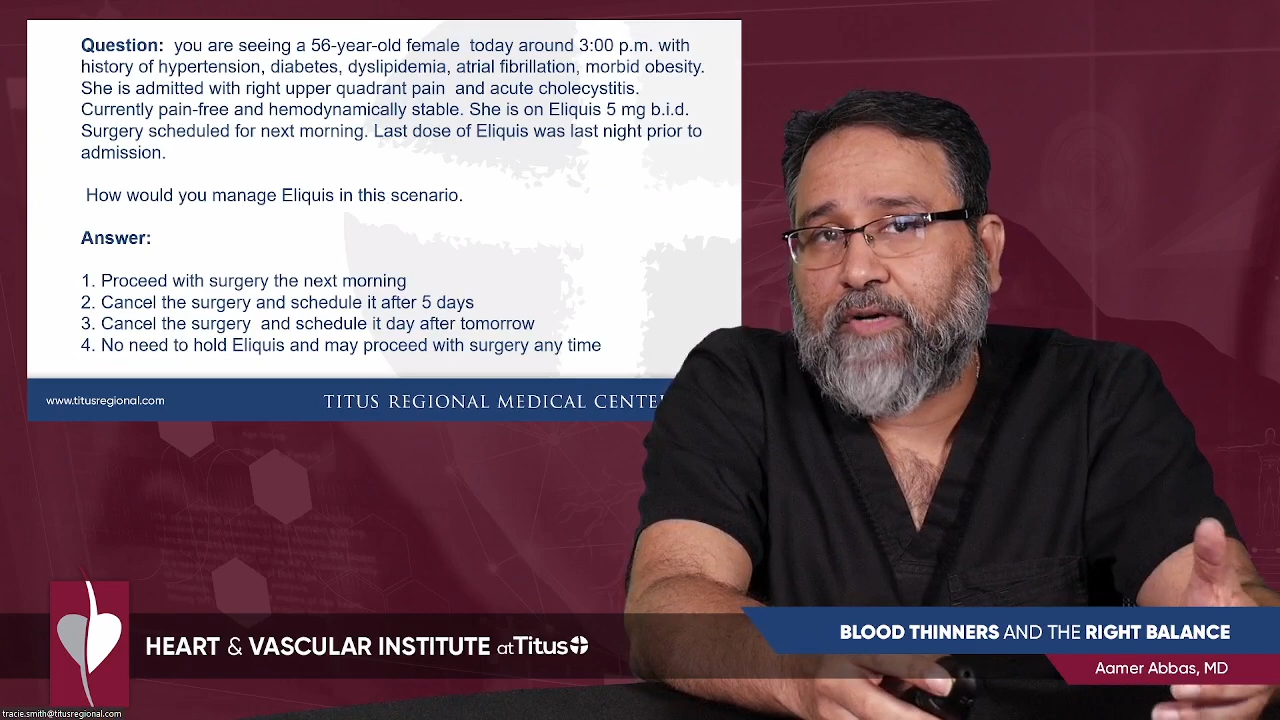 Question: you are seeing a 56-year-old female today around 3:00 p.m. with
history of hypertension, diabetes, dyslipidemia, atrial fibrillation, morbid obesity.
She is admitted with right upper quadrant pain and acute cholecystitis.
Currently pain-free and hemodynamically stable. She is on Eliquis 5 mg b.i.d.
Surgery scheduled for next morning. Last dose of Eliquis was last night prior to
admission.
How would you manage Eliquis in this scenario.
Answer:
1. Proceed with surgery the next morning
2. Cancel the surgery and schedule it after 5 days
3. Cancel the surgery and schedule it day after tomorrow
4. No need to hold Eliquis and may proceed with surgery any time
www.titusregional.com
TITUS REGIONAL MEDICAL CENTE
HEART & VASCULAR INSTITUTE at Titus
BLOOD THINNERS AND THE RIGHT BALANCE
Aamer Abbas, MD
tracie.smith@titusregional.com